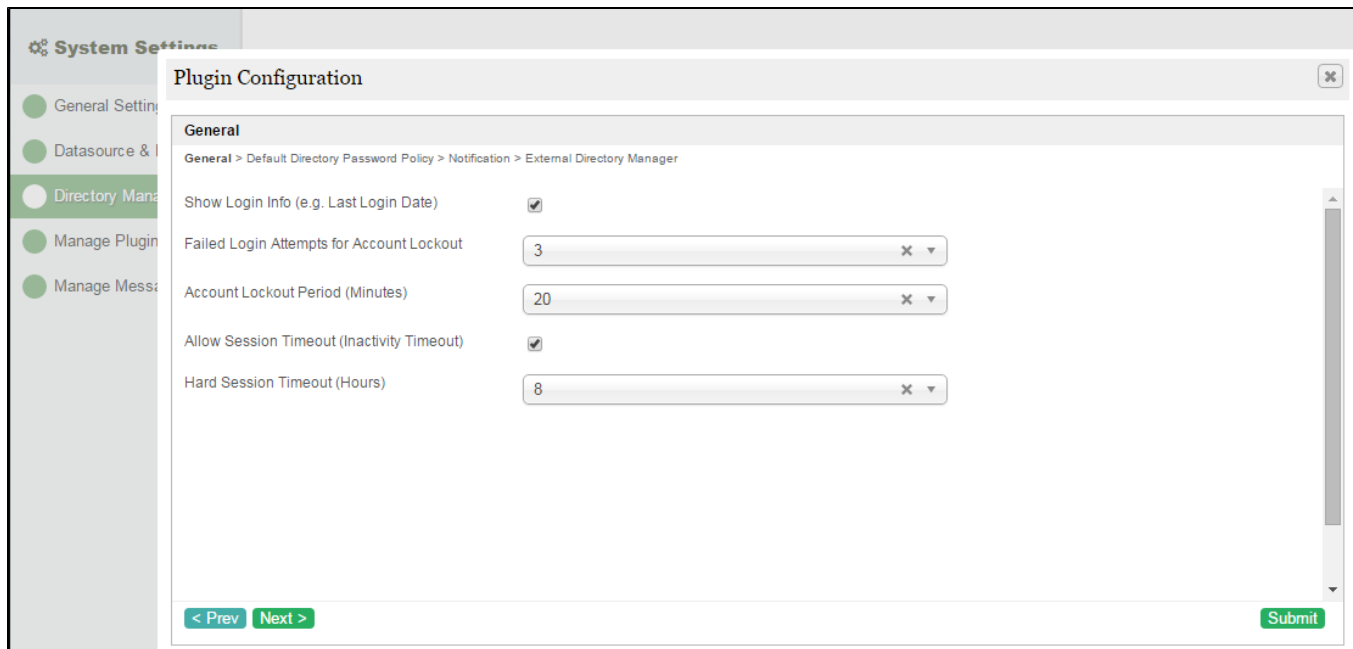 System Settings
Plugin Configuration
General Settin
Datasource &
Directory Mana
Manage Plugin
Manage Messa
General
General > Default Directory Password Policy > Notification > External Directory Manager
Show Login Info (e.g. Last Login Date)
Failed Login Attempts for Account Lockout
3
Account Lockout Period (Minutes)
20
Allow Session Timeout (Inactivity Timeout)
Hard Session Timeout (Hours)
8
< Prev
Next >
Submit